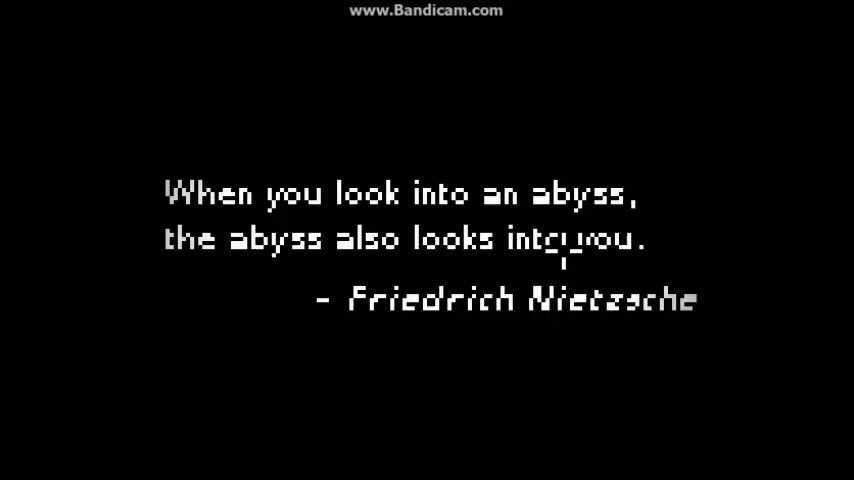 www.Bandicam.com
When you look into an abyss,
the abyss also looks into you.
- Friedrich Nietzsche